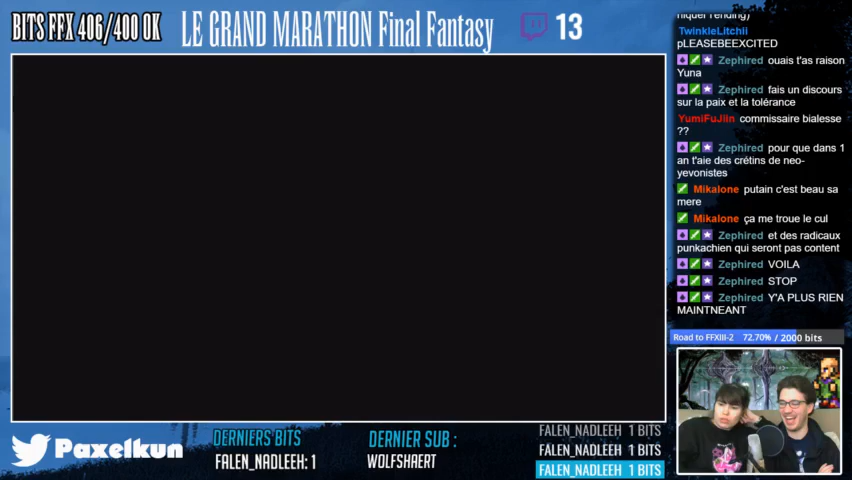 BITS FFX 406/400 OK
LE GRAND MARATHON Final Fantasy
13
TwinkleLitchii
pLEASEBEEXCITED
Zephired ouais t'as raison
Yuna
Zephired fais un discours
sur la paix et la tolérance
YumiFuJiin commissaire bialesse
??
Zephired pour que dans 1
an t'aie des crétins de neo-
yevonistes
Mikalone putain c'est beau sa
mere
Mikalone ça me troue le cul
Zephired et des radicaux
punkachien qui seront pas content
Zephired VOILA
Zephired STOP
Zephired Y'A PLUS RIEN
MAINTNEANT
Road to FFXIII-2 72.70% / 2000 bits
Paxelkun
DERNIERS BITS
FALEN_NADLEEH: 1
DERNIER SUB :
WOLFSHAERT
FALEN_NADLEEH 1 BITS
FALEN_NADLEEH 1 BITS
FALEN_NADLEEH 1 BITS